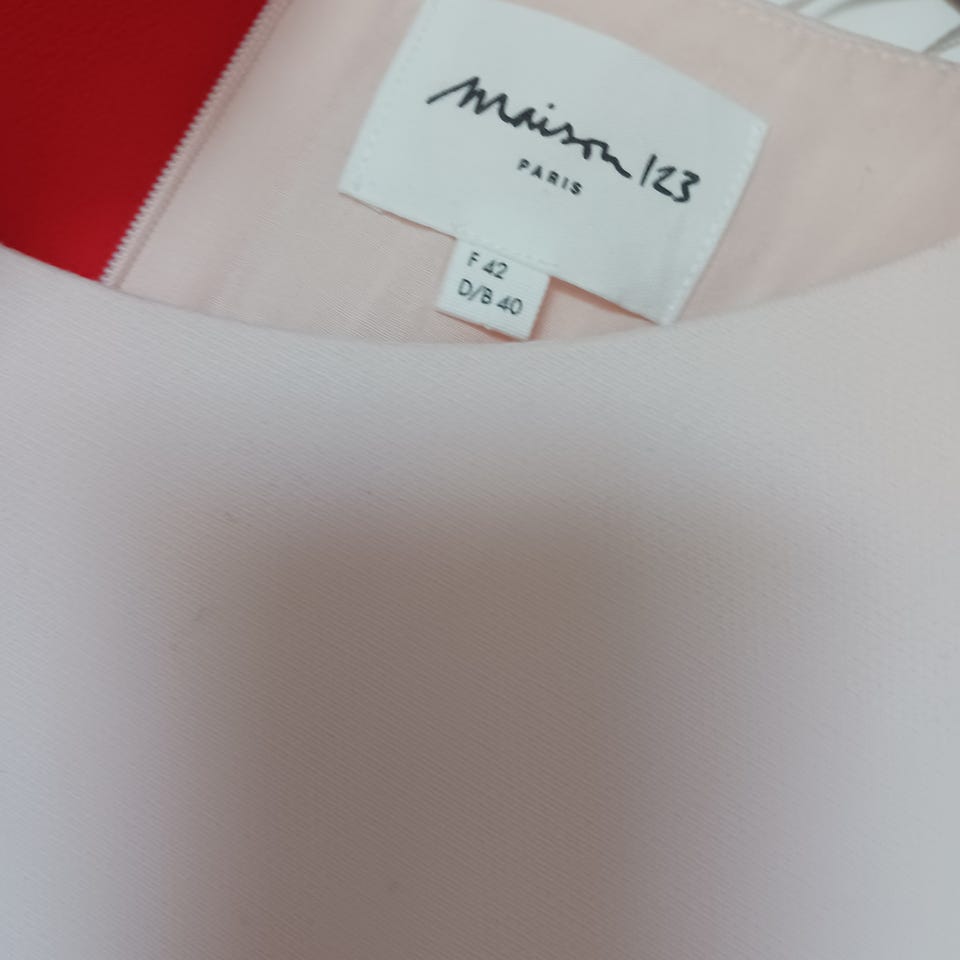 maison 123
PARIS
F 42
D/B 40